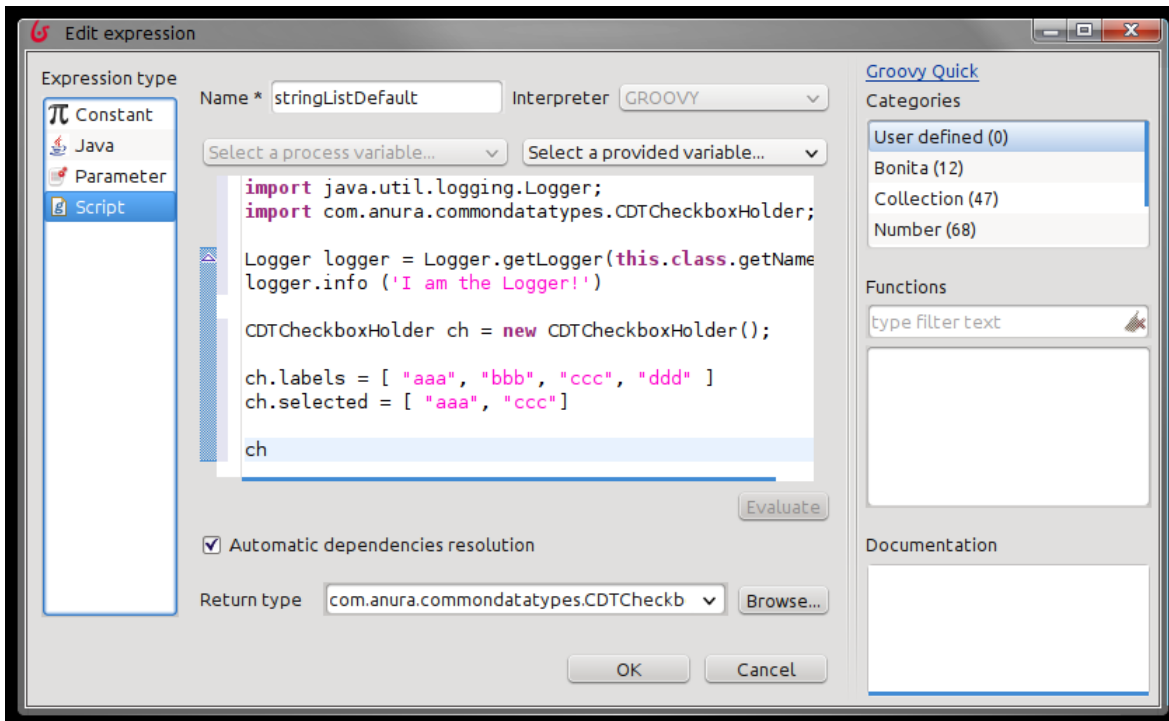 Edit expression
Expression type
Constant
Java
Parameter
Script
Name * stringListDefault Interpreter GROOVY
Select a process variable... Select a provided variable...
import java.util.logging.Logger;
import com.anura.commondatatypes.CDTCheckboxHolder;
Logger logger = Logger.getLogger(this.class.getName
logger.info ('I am the Logger!')
CDTCheckboxHolder ch = new CDTCheckboxHolder();
ch.labels = [ "aaa", "bbb", "ccc", "ddd" ]
ch.selected = [ "aaa", "ccc"]
ch
Evaluate
Automatic dependencies resolution
Return type com.anura.commondatatypes.CDTCheckb Browse...
OK Cancel
Groovy Quick
Categories
User defined (0)
Bonita (12)
Collection (47)
Number (68)
Functions
type filter text
Documentation